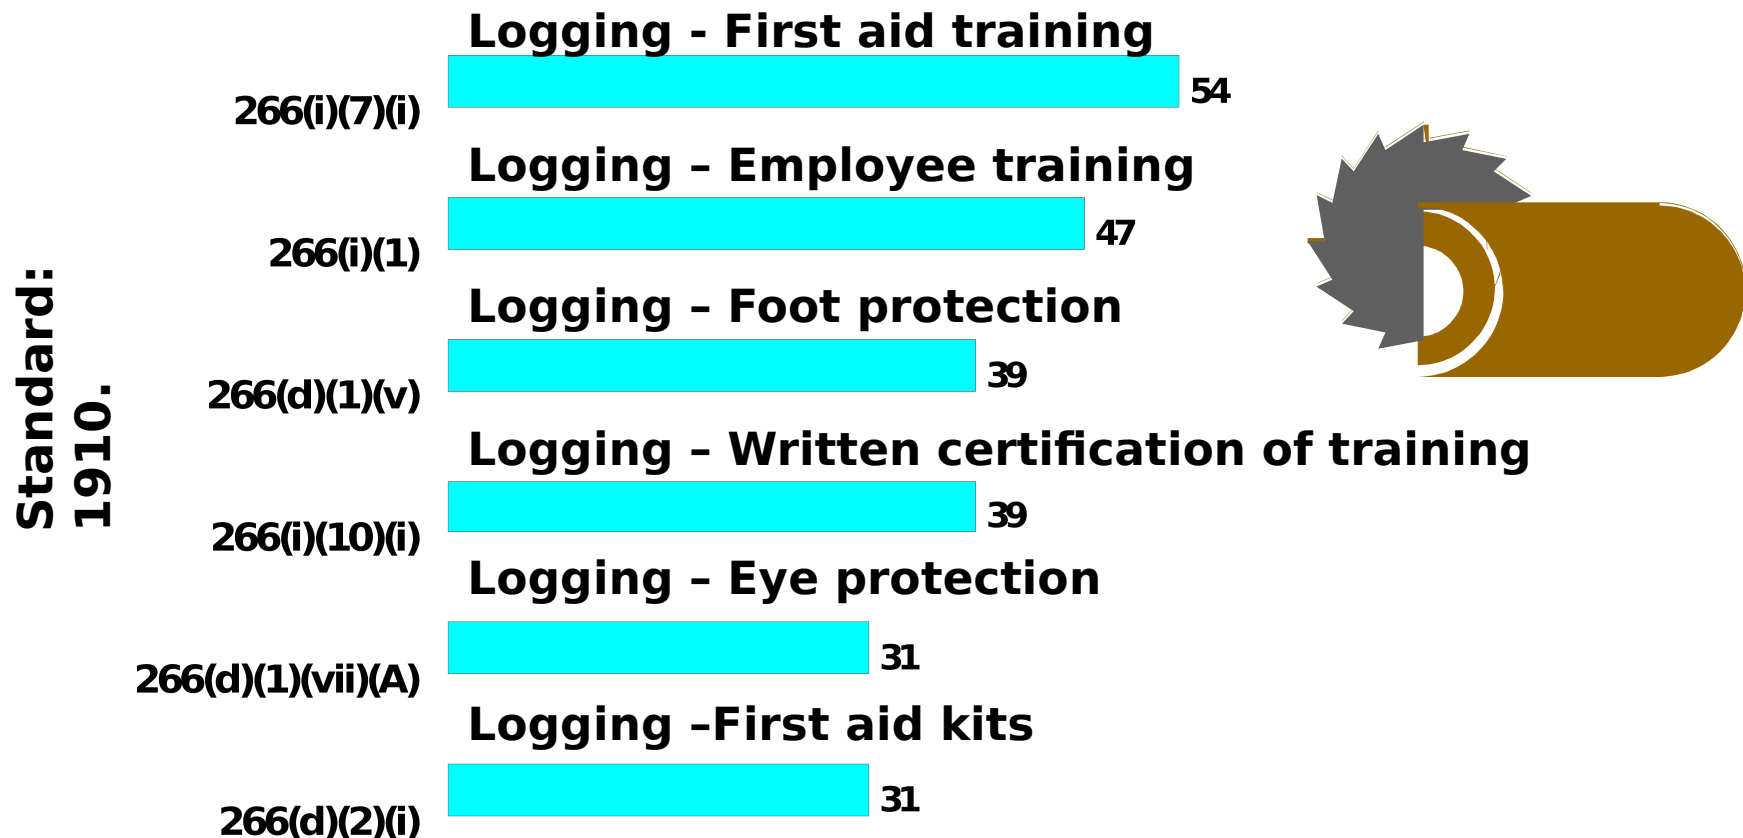 Logging - First aid training
266(i)(7)(i)
54
Logging – Employee training
266(i)(1)
47
Logging – Foot protection
266(d)(1)(v)
39
Standard:
1910.
Logging – Written certification of training
266(i)(10)(i)
39
Logging – Eye protection
266(d)(1)(vii)(A)
31
Logging –First aid kits
266(d)(2)(i)
31